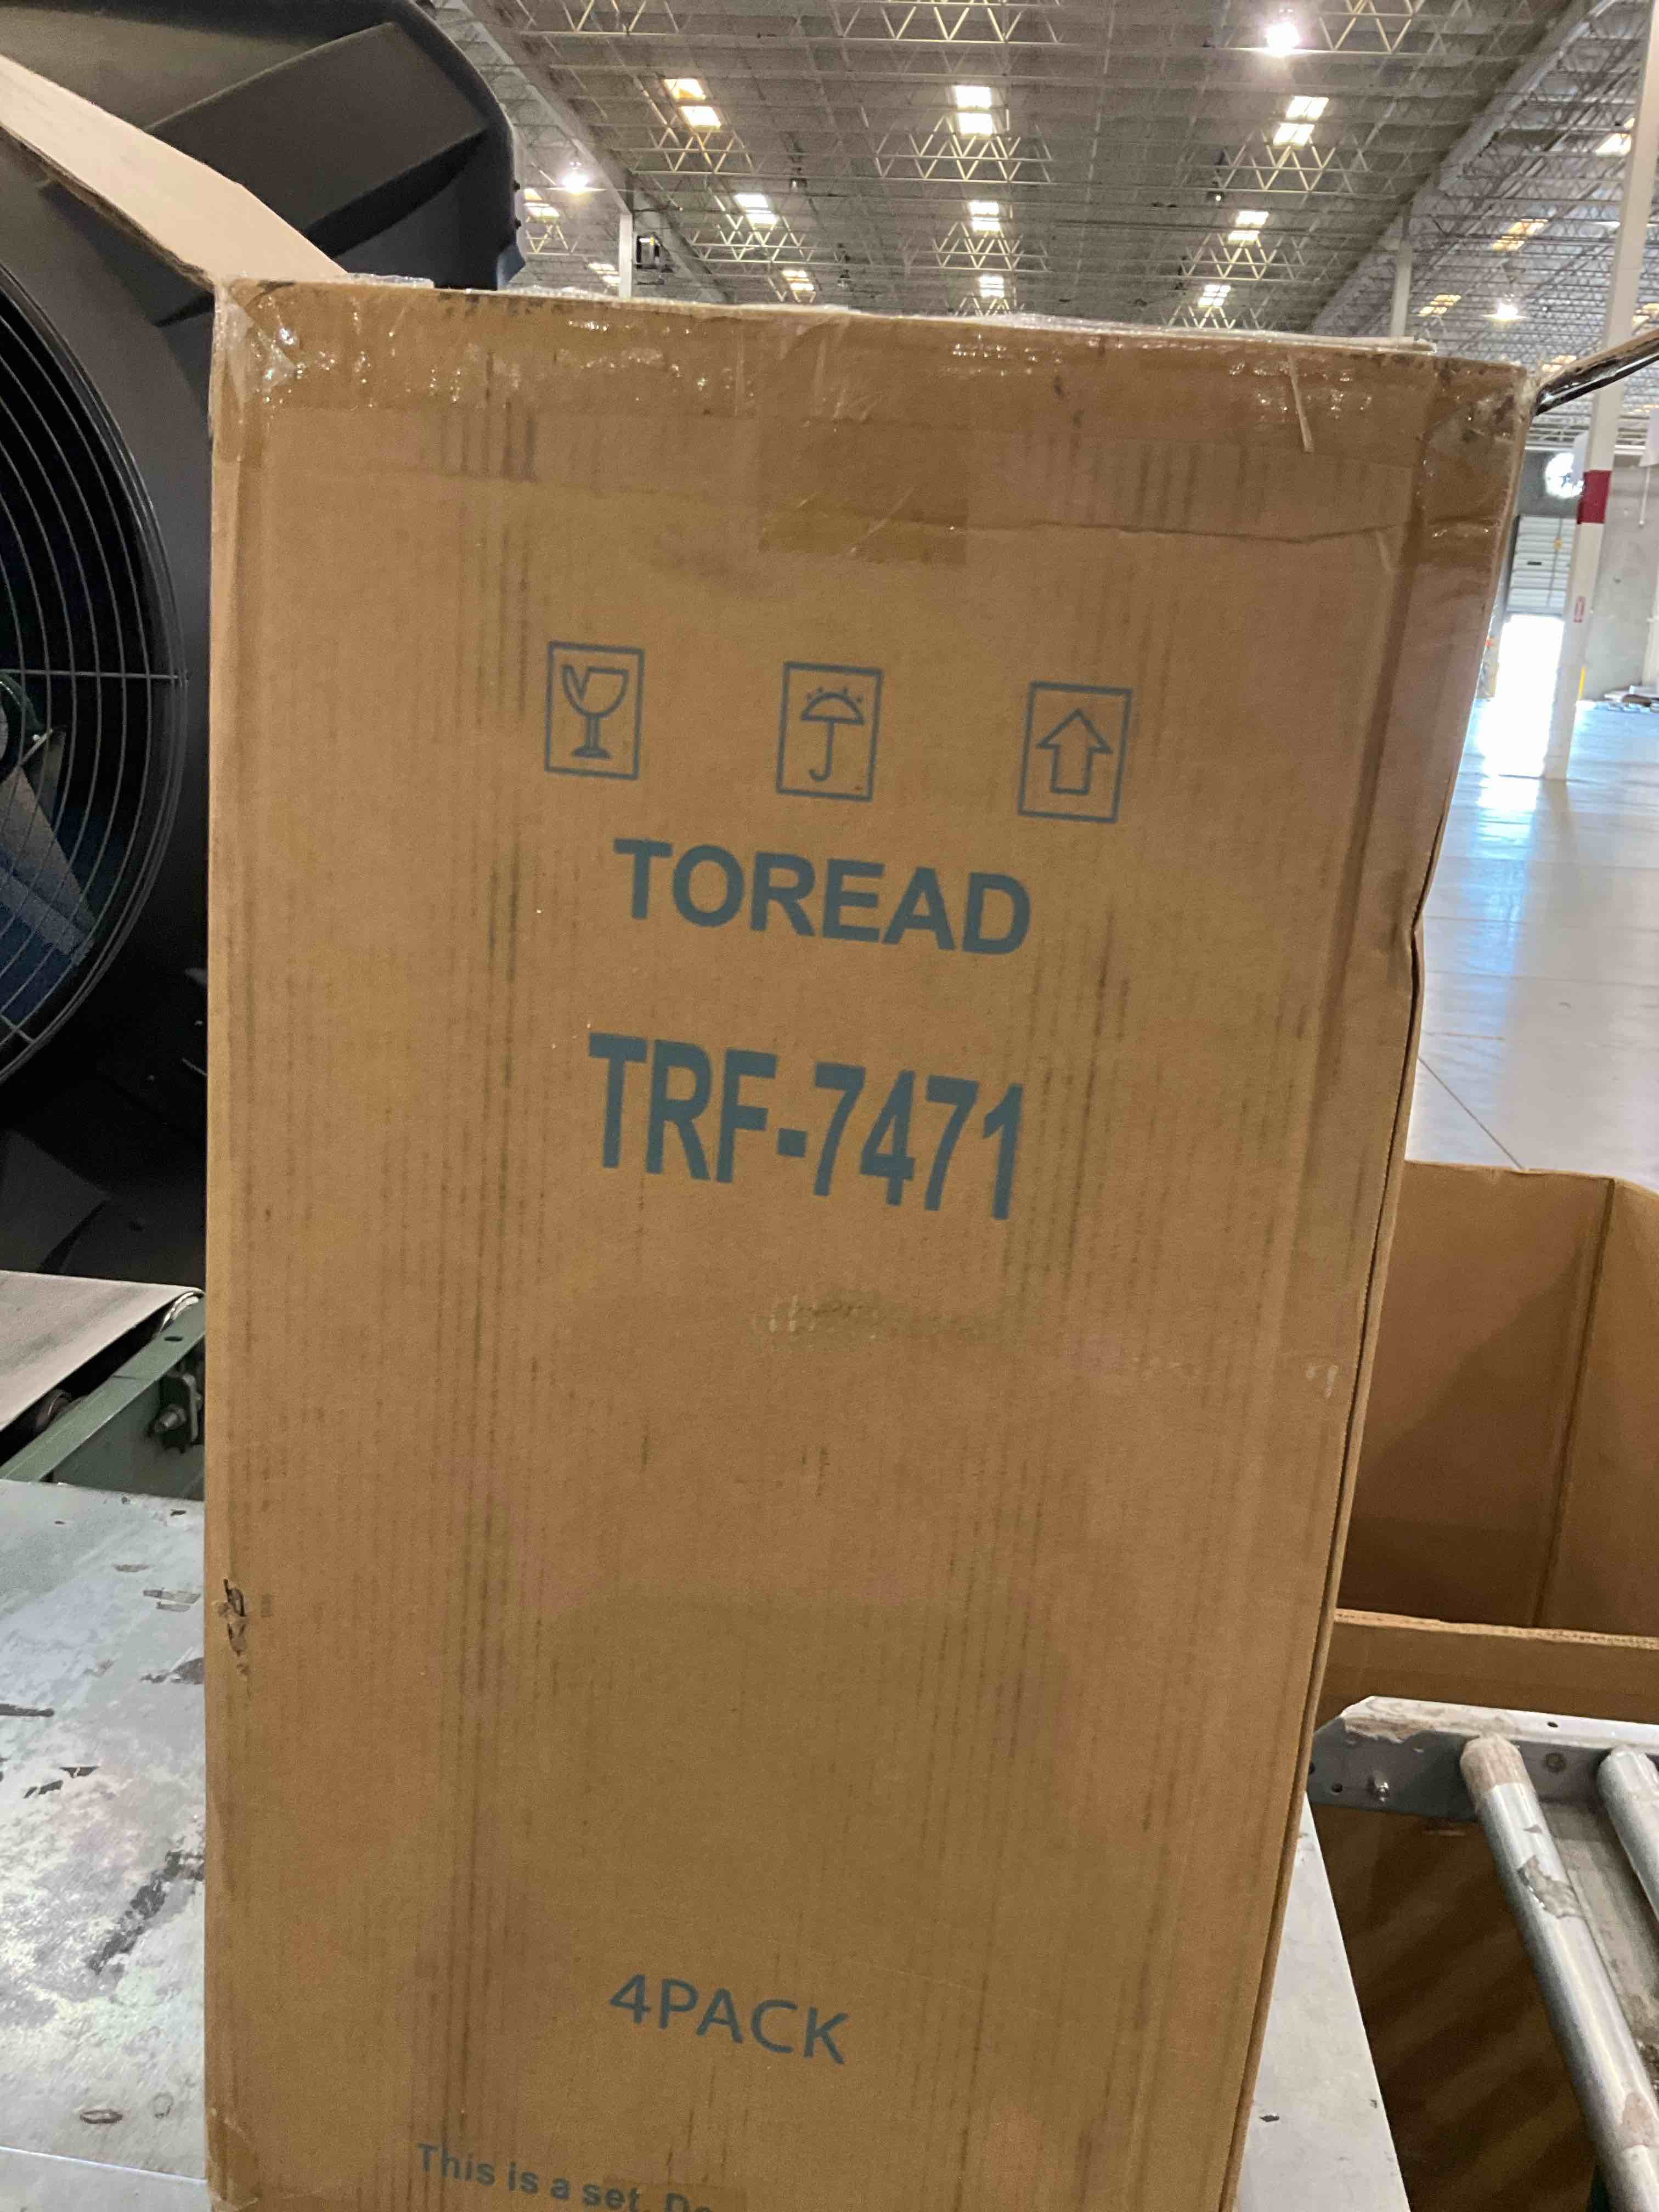 TOREAD
TRF-7471
4PACK
This is a set.